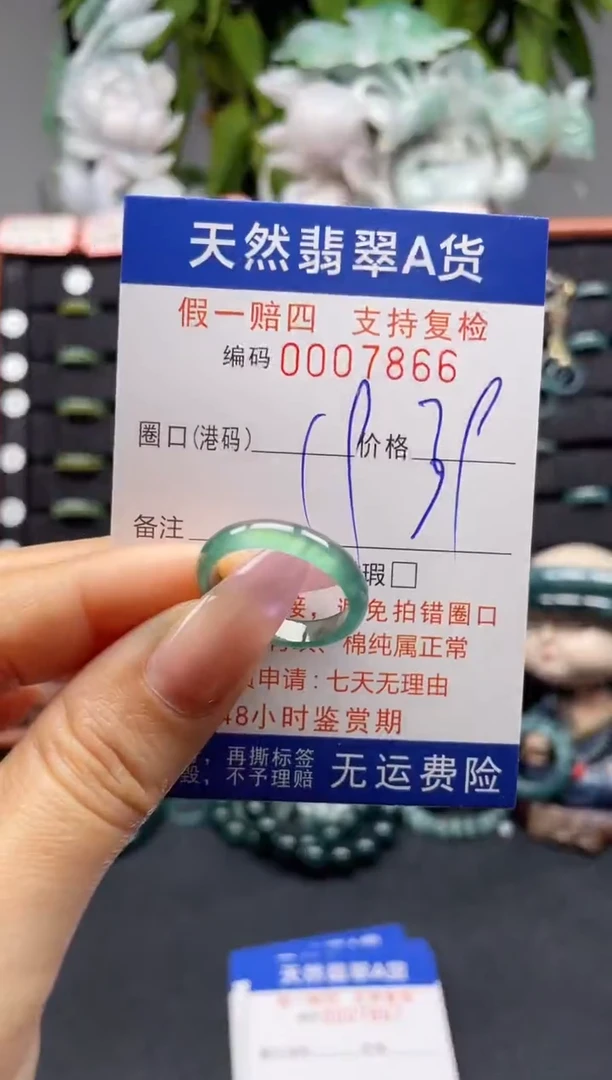 天然翡翠A货
假一赔四 支持复检
编码 0007866
圈口(港码) 价格
备注
瑕□
接，避免拍错圈口
棉纯属正常
申请：七天无理由
48小时鉴赏期
，再撕标签
毁，不予理赔
无运费险
天然翡翠A货